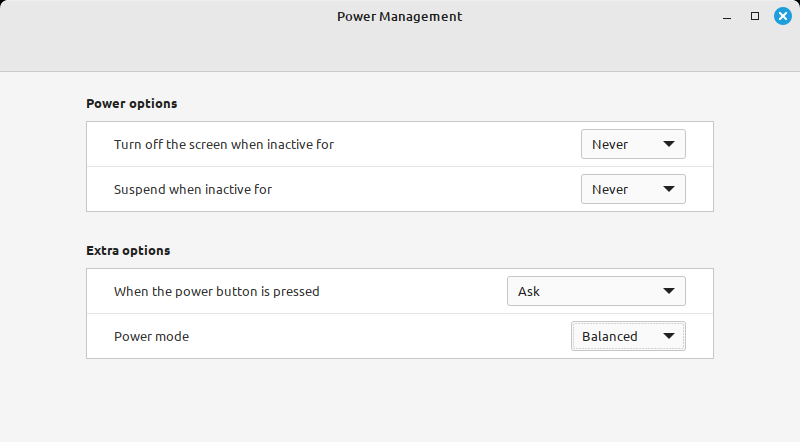 Power Management
Power options
Turn off the screen when inactive for Never
Suspend when inactive for Never
Extra options
When the power button is pressed Ask
Power mode Balanced